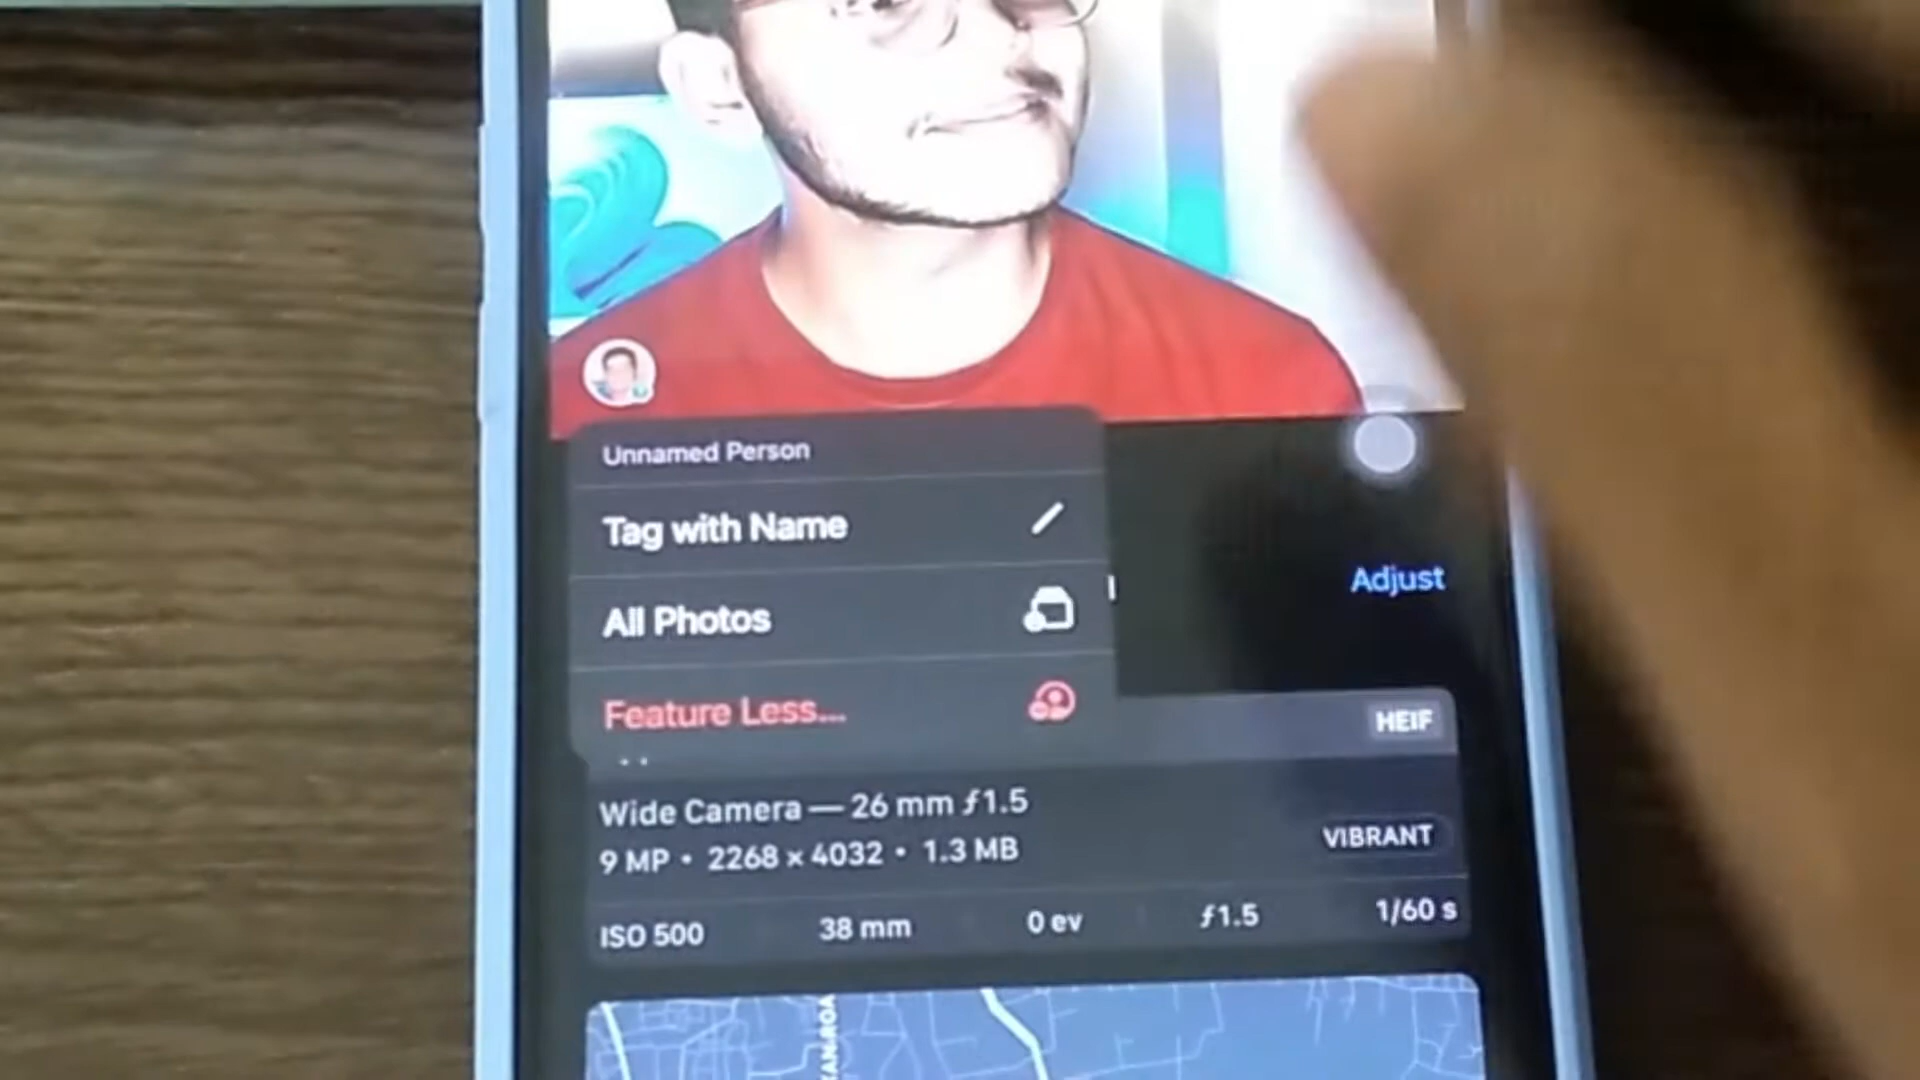 Unnamed Person
Tag with Name
All Photos
Adjust
Feature Less...
HEIF
Wide Camera — 26 mm ƒ1.5
9 MP • 2268 x 4032 • 1.3 MB
VIBRANT
ISO 500 38 mm 0 ev ƒ1.5 1/60 s